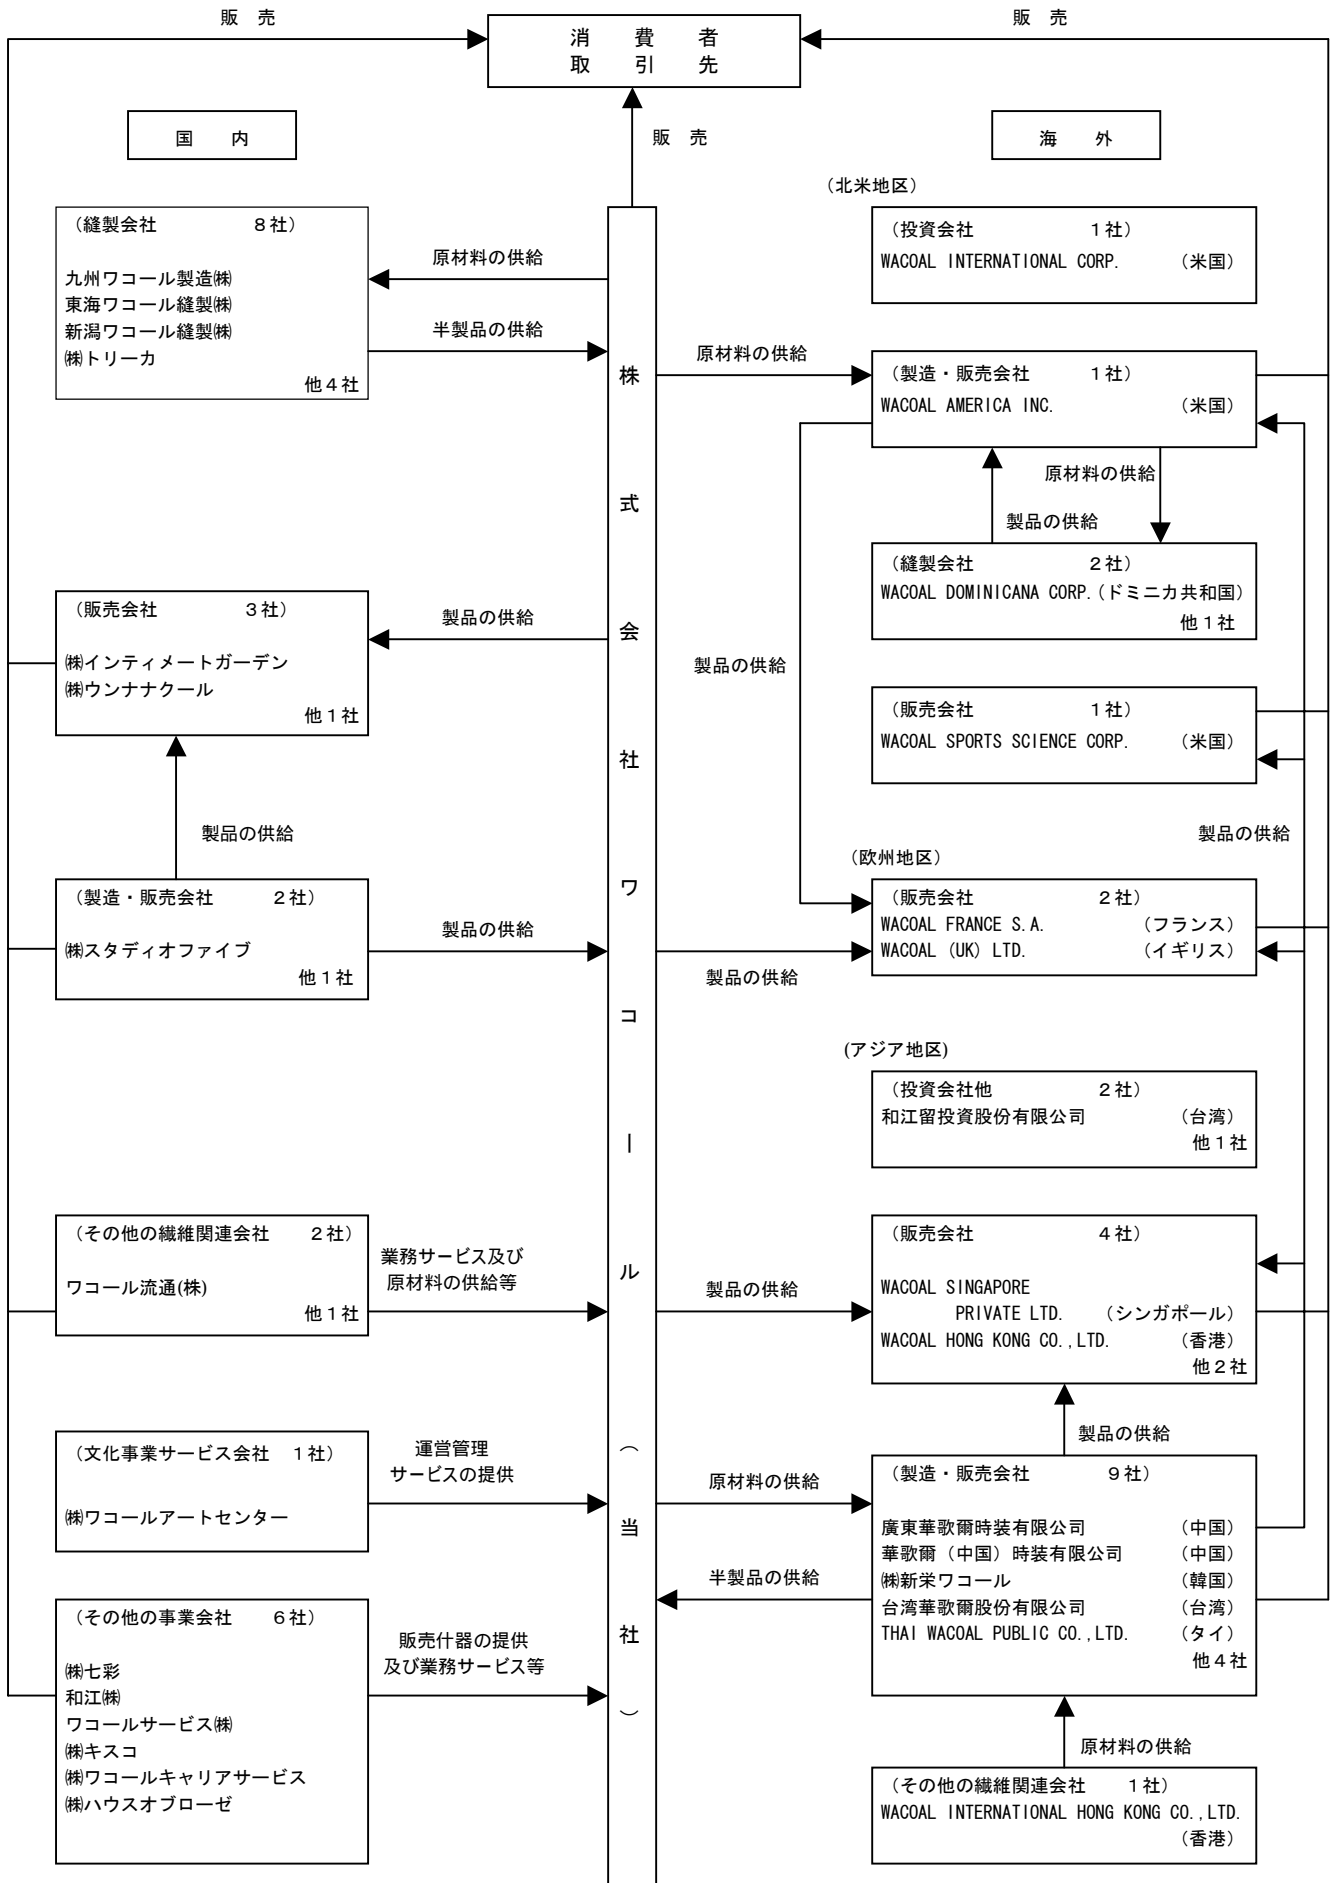 販　売
販　売
消　費　者
取　引　先
国　内
販　売
海　外
（北米地区）
（縫製会社　８社）
九州ワコール製造㈱
東海ワコール縫製㈱
新潟ワコール縫製㈱
㈱トリーカ
他４社
原材料の供給
半製品の供給
（販売会社　３社）
㈱インティメートガーデン
㈱ウンナナクール
他１社
製品の供給
製品の供給
（製造・販売会社　２社）
㈱スタディオファイブ
他１社
製品の供給
（その他の繊維関連会社　２社）
ワコール流通(株)
他１社
業務サービス及び
原材料の供給等
（文化事業サービス会社　１社）
㈱ワコールアートセンター
運営管理
サービスの提供
（その他の事業会社　６社）
㈱七彩
和江㈱
ワコールサービス㈱
㈱キスコ
㈱ワコールキャリアサービス
㈱ハウスオブローゼ
販売什器の提供
及び業務サービス等
株式会社ワコール（当社）
（投資会社　１社）
WACOAL INTERNATIONAL CORP.　（米国）
原材料の供給
（製造・販売会社　１社）
WACOAL AMERICA INC.　（米国）
原材料の供給
製品の供給
（縫製会社　２社）
WACOAL DOMINICANA CORP.（ドミニカ共和国）
他１社
製品の供給
（販売会社　１社）
WACOAL SPORTS SCIENCE CORP.　（米国）
製品の供給
（欧州地区）
（販売会社　２社）
WACOAL FRANCE S.A.　（フランス）
WACOAL (UK) LTD.　（イギリス）
製品の供給
(アジア地区)
（投資会社他　２社）
和江留投資股份有限公司　（台湾）
他１社
（販売会社　４社）
WACOAL SINGAPORE
PRIVATE LTD.　（シンガポール）
WACOAL HONG KONG CO.,LTD.　（香港）
他２社
製品の供給
製品の供給
（製造・販売会社　９社）
廣東華歌爾時装有限公司　（中国）
華歌爾（中国）時装有限公司　（中国）
㈱新栄ワコール　（韓国）
台湾華歌爾股份有限公司　（台湾）
THAI WACOAL PUBLIC CO.,LTD.　（タイ）
他４社
原材料の供給
半製品の供給
原材料の供給
（その他の繊維関連会社　１社）
WACOAL INTERNATIONAL HONG KONG CO.,LTD.
（香港）